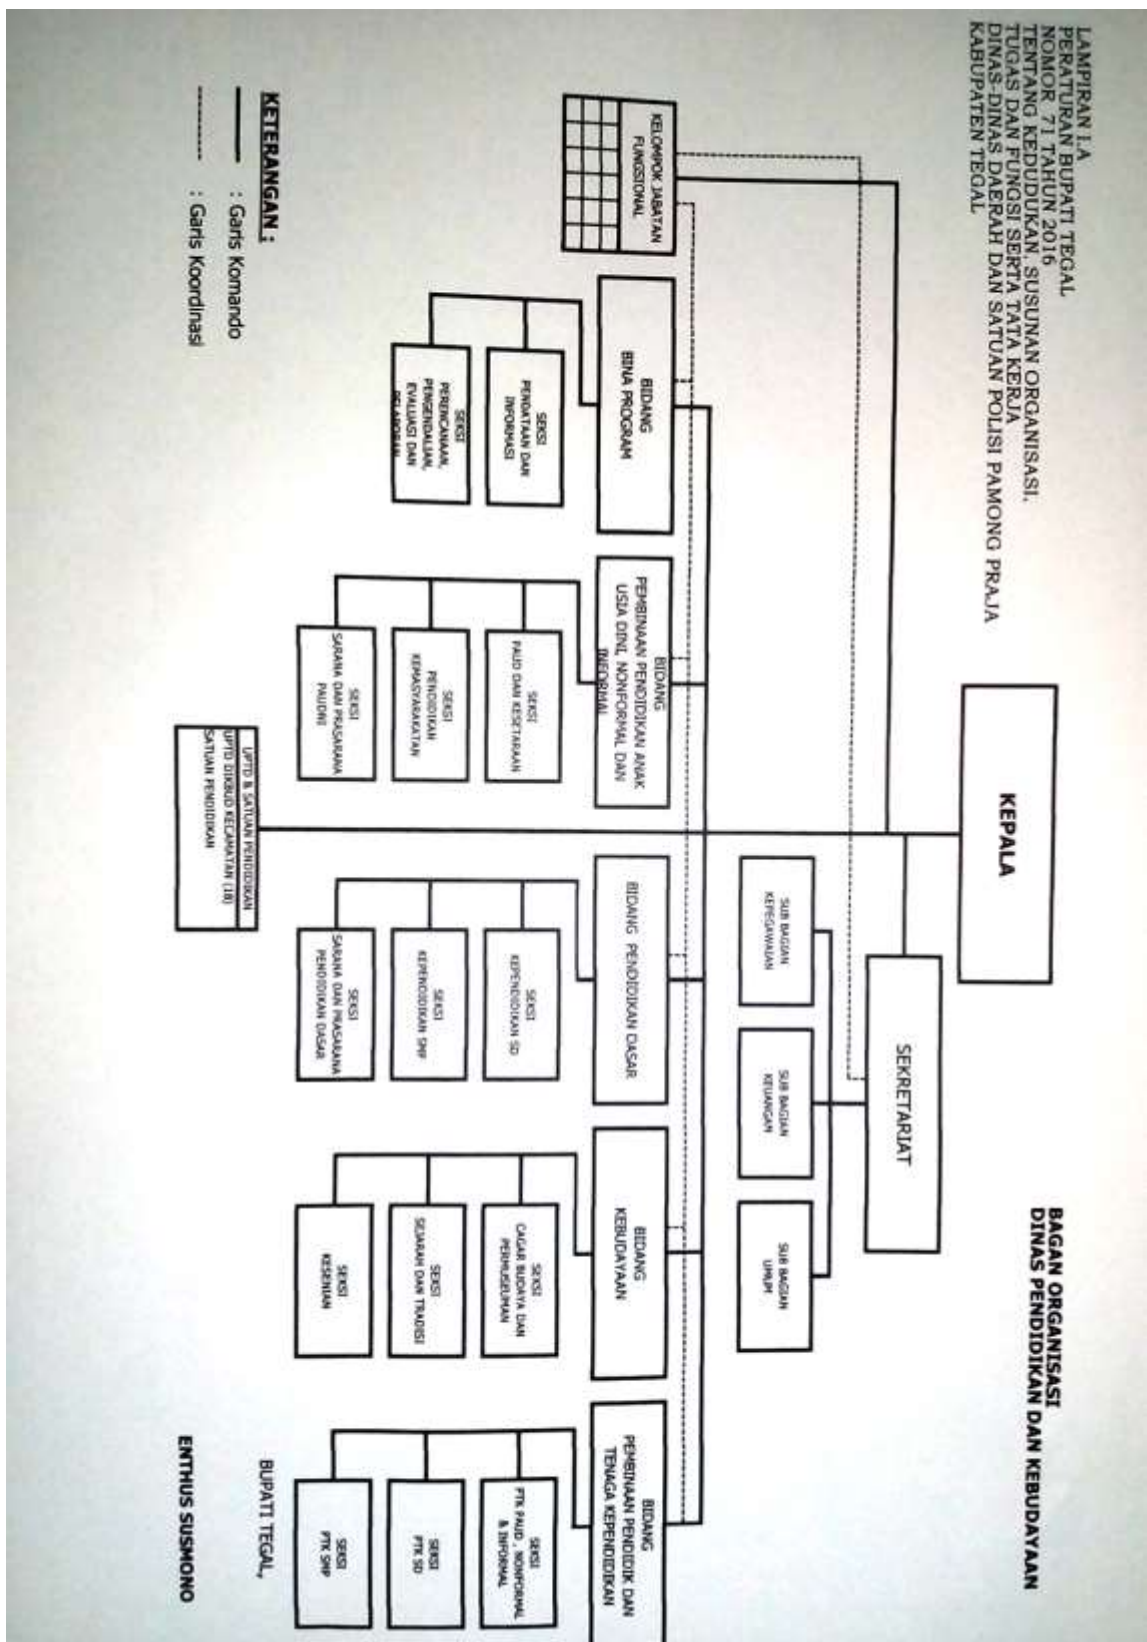 LAMPIRAN I.A
PERATURAN BUPATI TEGAL
NOMOR 71 TAHUN 2016
TENTANG KEDUDUKAN, SUSUNAN ORGANISASI,
TUGAS DAN FUNGSI SERTA TATA KERJA
DINAS-DINAS DAERAH DAN SATUAN POLISI PAMONG PRAJA
KABUPATEN TEGAL
BAGAN ORGANISASI
DINAS PENDIDIKAN DAN KEBUDAYAAN
KEPALA
SEKRETARIAT
SUB BAGIAN
KEPEGAWAIAN
SUB BAGIAN
KEUANGAN
SUB BAGIAN
UMUM
KELOMPOK JABATAN
FUNGSIONAL
BIDANG
BINA PROGRAM
SEKSI
PENDATAAN DAN
INFORMASI
SEKSI
PERENCANAAN,
PENGENDALIAN,
EVALUASI DAN
PELAPORAN
BIDANG
PEMBINAAN PENDIDIKAN ANAK
USIA DINI, NONFORMAL DAN
INFORMAL
SEKSI
PAUD DAN KESETARAAN
SEKSI
PENDIDIKAN
KEMASYARAKATAN
SEKSI
SARANA DAN PRASARANA
PAUDNI
BIDANG PENDIDIKAN DASAR
SEKSI
KEPENDIDIKAN SD
SEKSI
KEPENDIDIKAN SMP
SEKSI
SARANA DAN PRASARANA
PENDIDIKAN DASAR
BIDANG
KEBUDAYAAN
SEKSI
CAGAR BUDAYA DAN
PERMUSEUMAN
SEKSI
SEJARAH DAN TRADISI
SEKSI
KESENIAN
BIDANG
PEMBINAAN PENDIDIK DAN
TENAGA KEPENDIDIKAN
SEKSI
PTK PAUD , NONFORMAL
& INFORMAL
SEKSI
PTK SD
SEKSI
PTK SMP
UPTD & SATUAN PENDIDIKAN
UPTD DIKBUD KECAMATAN (18)
SATUAN PENDIDIKAN
KETERANGAN :
: Garis Komando
: Garis Koordinasi
BUPATI TEGAL,
ENTHUS SUSMONO